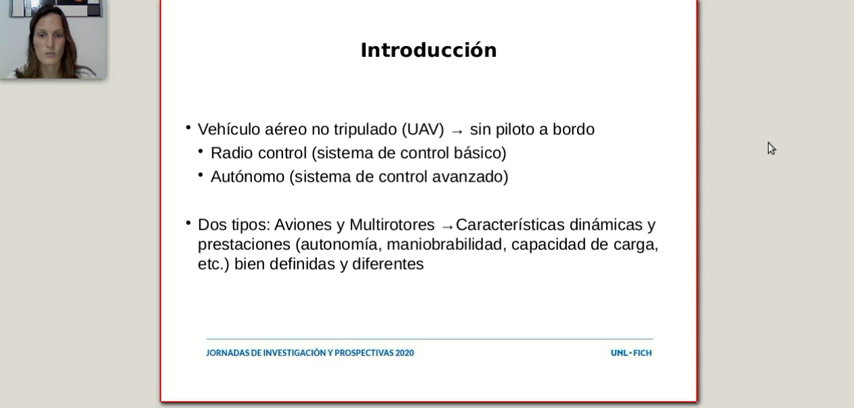 Introducción
• Vehículo aéreo no tripulado (UAV) → sin piloto a bordo
• Radio control (sistema de control básico)
• Autónomo (sistema de control avanzado)
• Dos tipos: Aviones y Multirotores →Características dinámicas y
prestaciones (autonomía, maniobrabilidad, capacidad de carga,
etc.) bien definidas y diferentes
JORNADAS DE INVESTIGACIÓN Y PROSPECTIVAS 2020
UNL•FICH